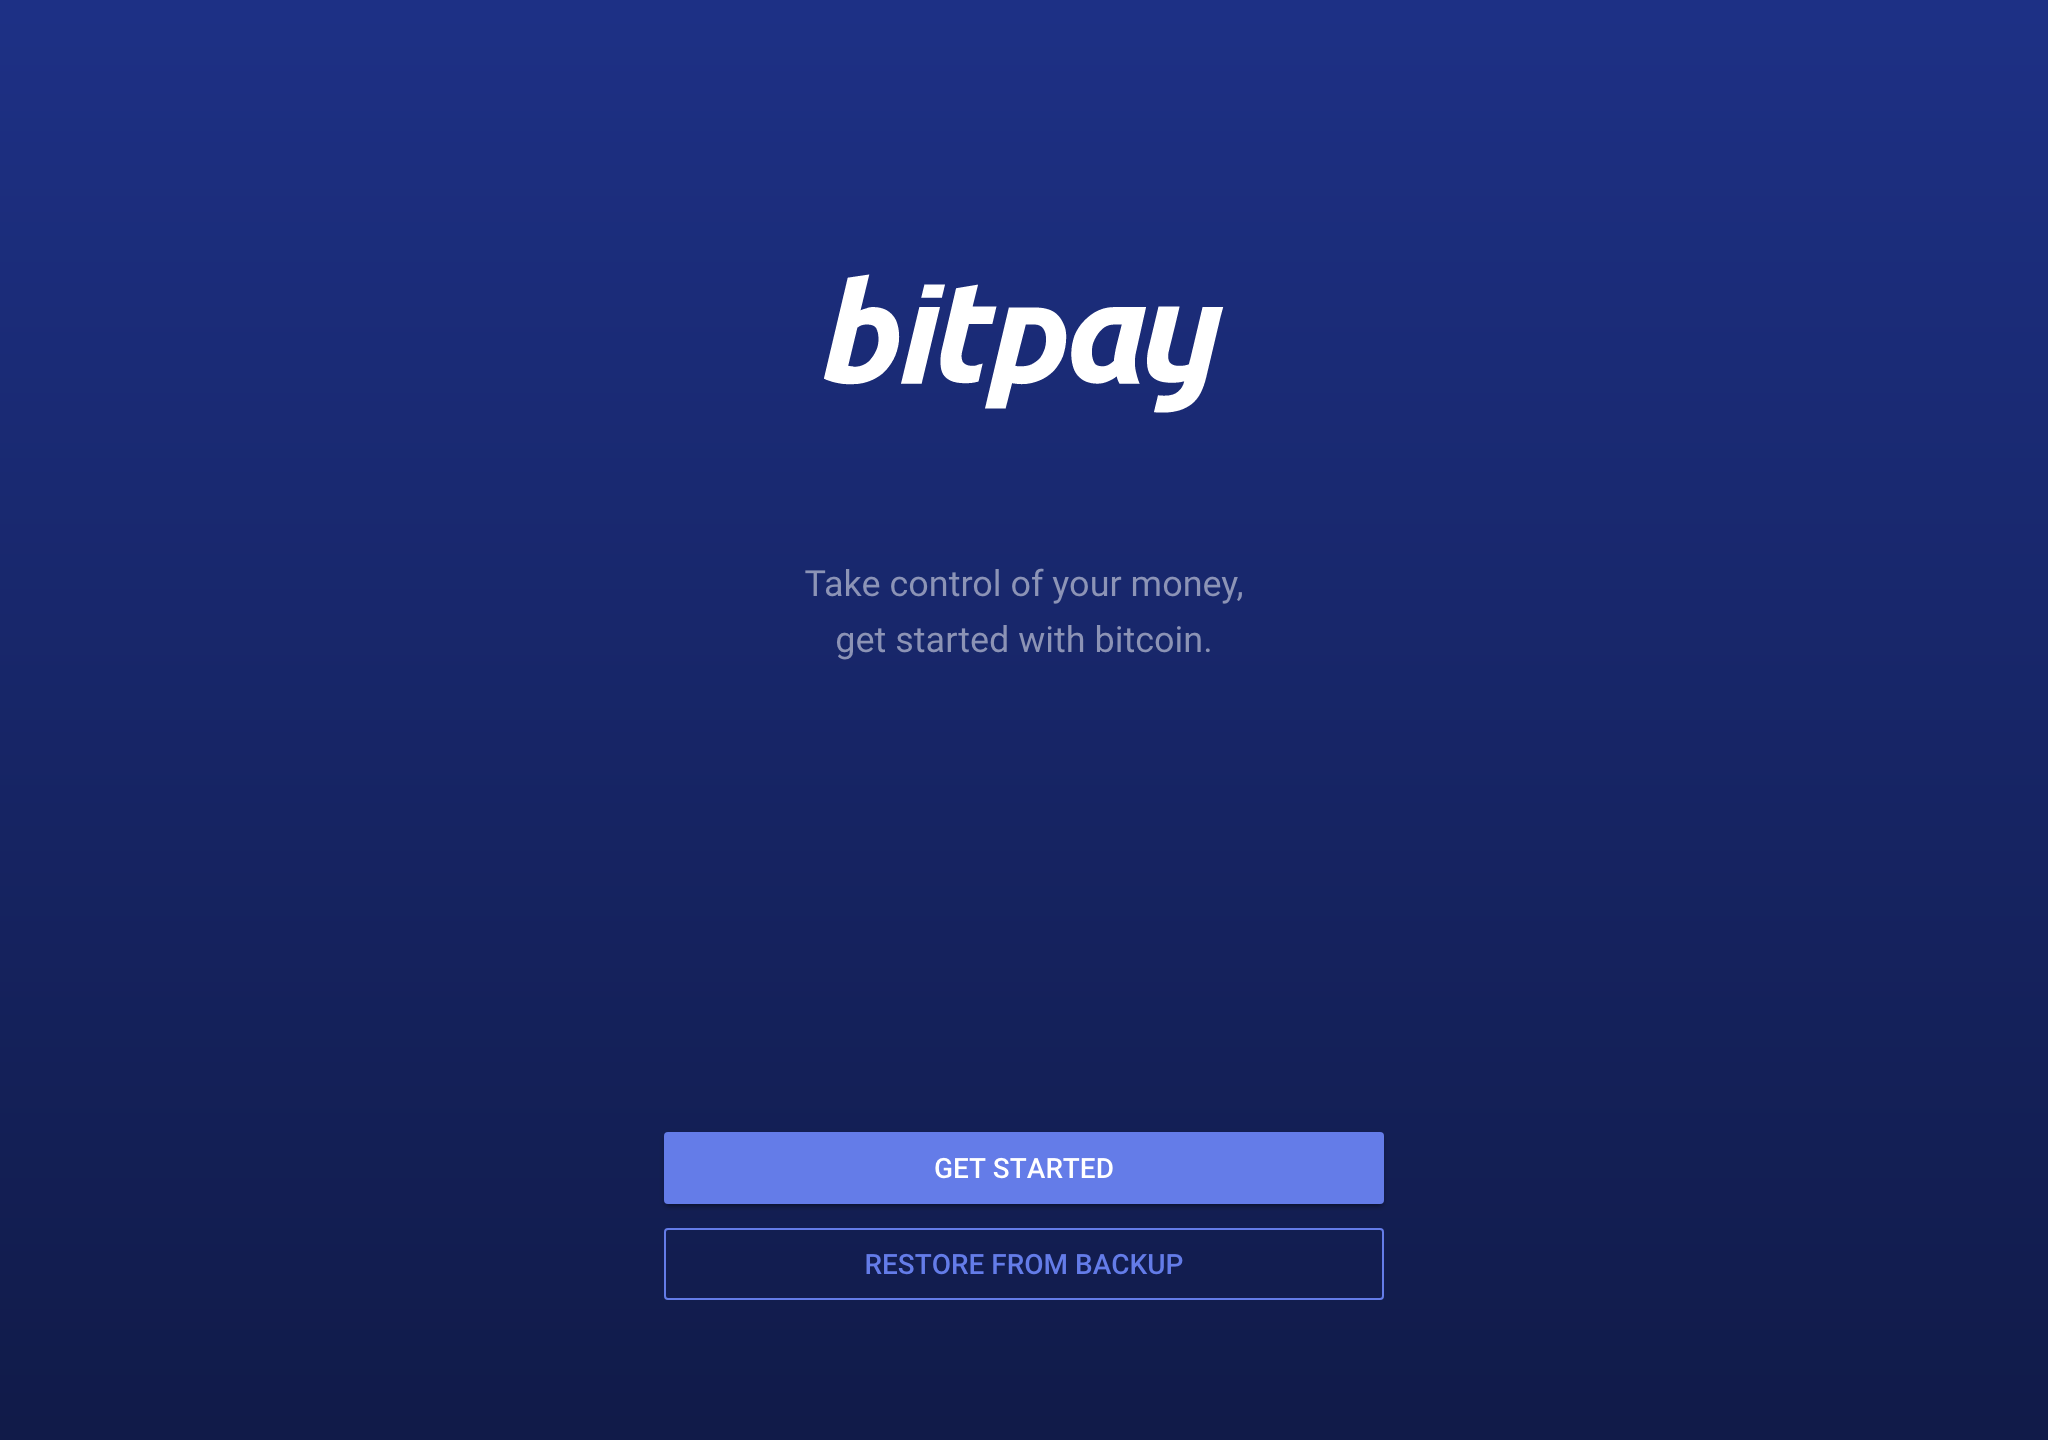 bitpay
Take control of your money,
get started with bitcoin.
GET STARTED
RESTORE FROM BACKUP